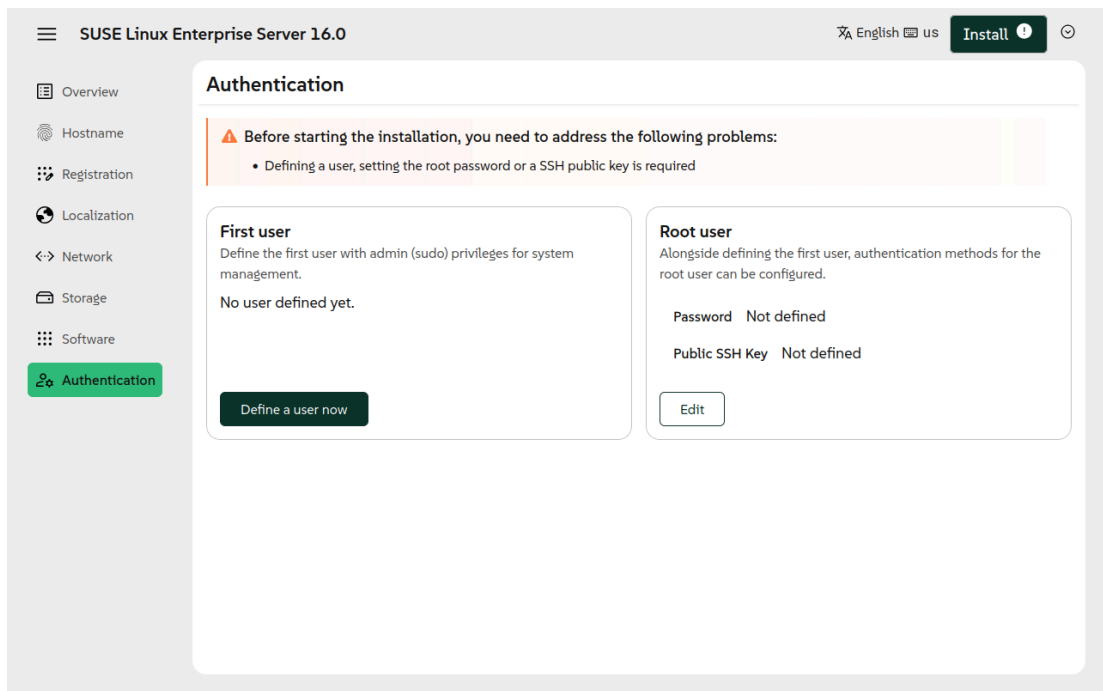 SUSE Linux Enterprise Server 16.0
English us
Install
Overview
Hostname
Registration
Localization
Network
Storage
Software
Authentication
Authentication
Before starting the installation, you need to address the following problems:
• Defining a user, setting the root password or a SSH public key is required
First user
Define the first user with admin (sudo) privileges for system
management.
No user defined yet.
Define a user now
Root user
Alongside defining the first user, authentication methods for the
root user can be configured.
Password Not defined
Public SSH Key Not defined
Edit